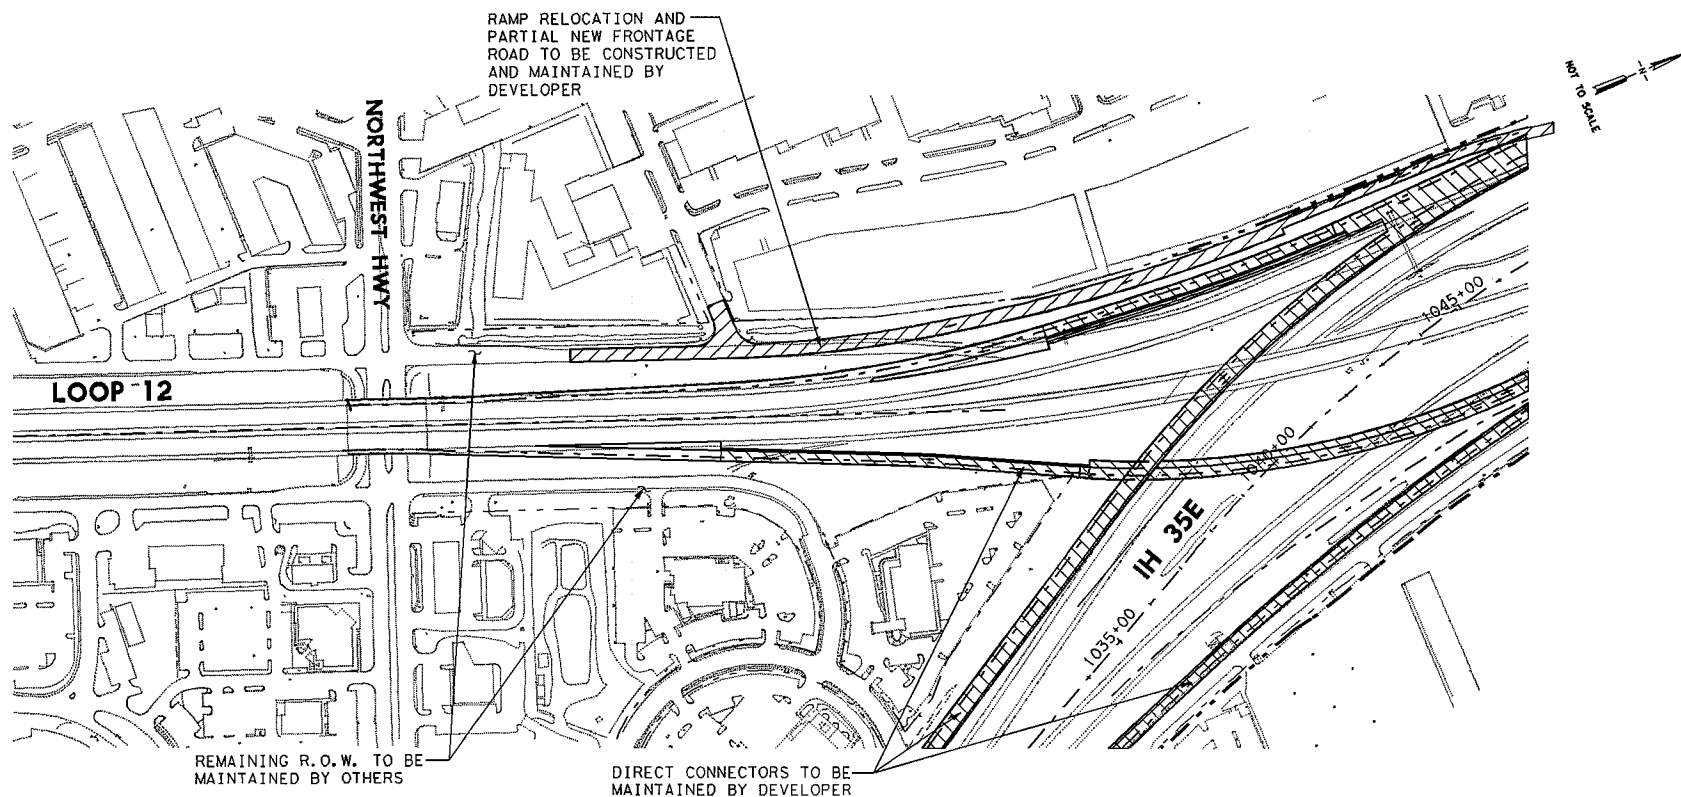 RAMP RELOCATION AND
PARTIAL NEW FRONTAGE
ROAD TO BE CONSTRUCTED
AND MAINTAINED BY
DEVELOPER
-N-
NOT TO SCALE
NORTHWEST HWY
LOOP 12
1045+00
1040+00
IH 35E
1035+00
REMAINING R.O.W. TO BE
MAINTAINED BY OTHERS
DIRECT CONNECTORS TO BE
MAINTAINED BY DEVELOPER